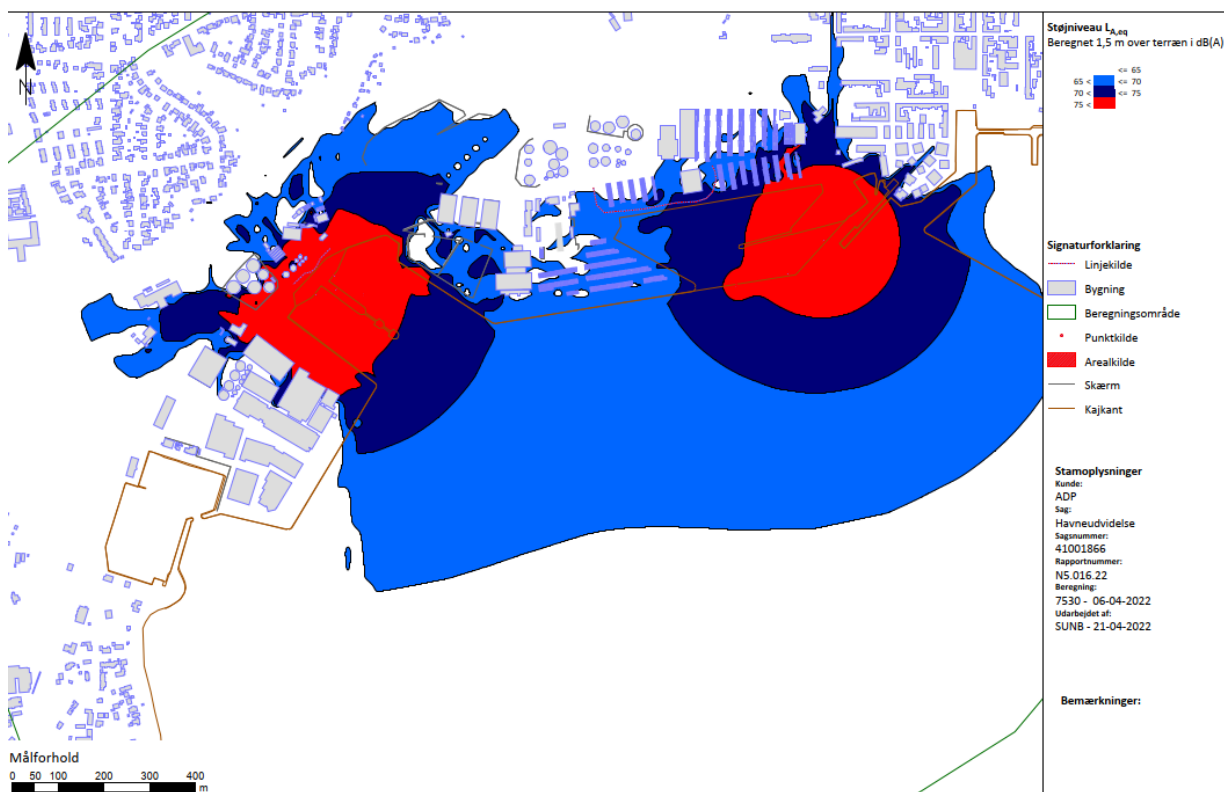 N
Støjniveau L A,eq
Beregnet 1,5 m over terræn i dB(A)
<= 65
65 < <= 70
70 < <= 75
75 <
Signaturforklaring
Linjekilde
Bygning
Beregningsområde
Punktkilde
Arealkilde
Skærm
Kajkant
Stamoplysninger
Kunde:
ADP
Sag:
Havneudvidelse
Sagsnummer:
41001866
Rapportnummer:
N5.016.22
Beregning:
7530 - 06-04-2022
Udarbejdet af:
SUNB - 21-04-2022
Bemærkninger:
Målforhold
0 50 100 200 300 400
m